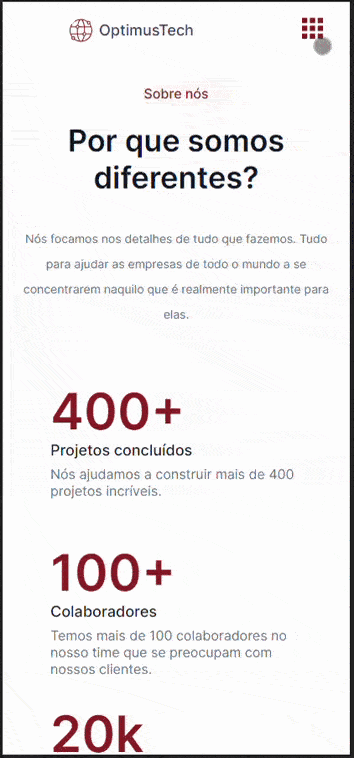 OptimusTech
Sobre nós
Por que somos
diferentes?
Nós focamos nos detalhes de tudo que fazemos. Tudo
para ajudar as empresas de todo o mundo a se
concentrarem naquilo que é realmente importante para
elas.
400+
Projetos concluídos
Nós ajudamos a construir mais de 400
projetos incríveis.
100+
Colaboradores
Temos mais de 100 colaboradores no
nosso time que se preocupam com
nossos clientes.
20k